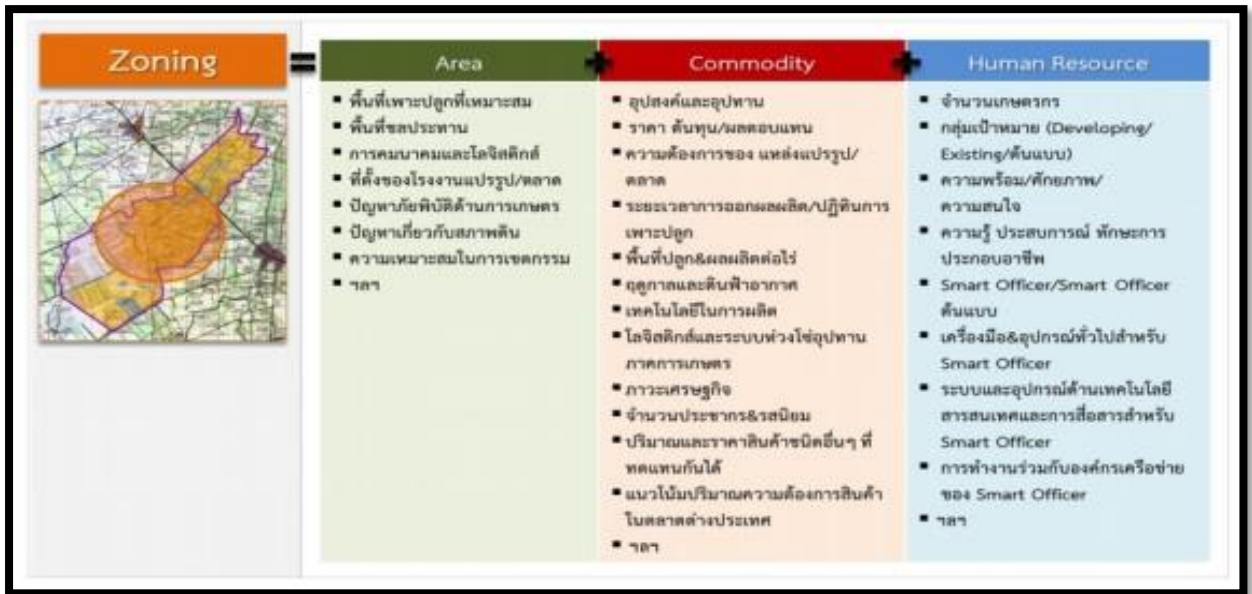 Zoning
=
Area
+
Commodity
+
Human Resource
▪ พื้นที่เพาะปลูกที่เหมาะสม
▪ พื้นที่ชลประทาน
▪ การคมนาคมและโลจิสติกส์
▪ ที่ตั้งของโรงงานแปรรูป/ตลาด
▪ ปัญหาภัยพิบัติด้านการเกษตร
▪ ปัญหาเกี่ยวกับสภาพดิน
▪ ความเหมาะสมในการเขตกรรม
▪ ฯลฯ
▪ อุปสงค์และอุปทาน
▪ ราคา ต้นทุน/ผลตอบแทน
▪ ความต้องการของ แหล่งแปรรูป/
ตลาด
▪ ระยะเวลาการออกผลผลิต/ปฏิทินการ
เพาะปลูก
▪ พื้นที่ปลูก&ผลผลิตต่อไร่
▪ ฤดูกาลและดินฟ้าอากาศ
▪ เทคโนโลยีในการผลิต
▪ โลจิสติกส์และระบบห่วงโซ่อุปทาน
ภาคการเกษตร
▪ ภาวะเศรษฐกิจ
▪ จำนวนประชากร&รสนิยม
▪ ปริมาณและราคาสินค้าชนิดอื่นๆ ที่
ทดแทนกันได้
▪ แนวโน้มปริมาณความต้องการสินค้า
ในตลาดต่างประเทศ
▪ ฯลฯ
▪ จำนวนเกษตรกร
▪ กลุ่มเป้าหมาย (Developing/
Existing/ต้นแบบ)
▪ ความพร้อม/ศักยภาพ/
ความสนใจ
▪ ความรู้ ประสบการณ์ ทักษะการ
ประกอบอาชีพ
▪ Smart Officer/Smart Officer
ต้นแบบ
▪ เครื่องมือ&อุปกรณ์ทั่วไปสำหรับ
Smart Officer
▪ ระบบและอุปกรณ์ด้านเทคโนโลยี
สารสนเทศและการสื่อสารสำหรับ
Smart Officer
▪ การทำงานร่วมกับองค์กรเครือข่าย
ของ Smart Officer
▪ ฯลฯ